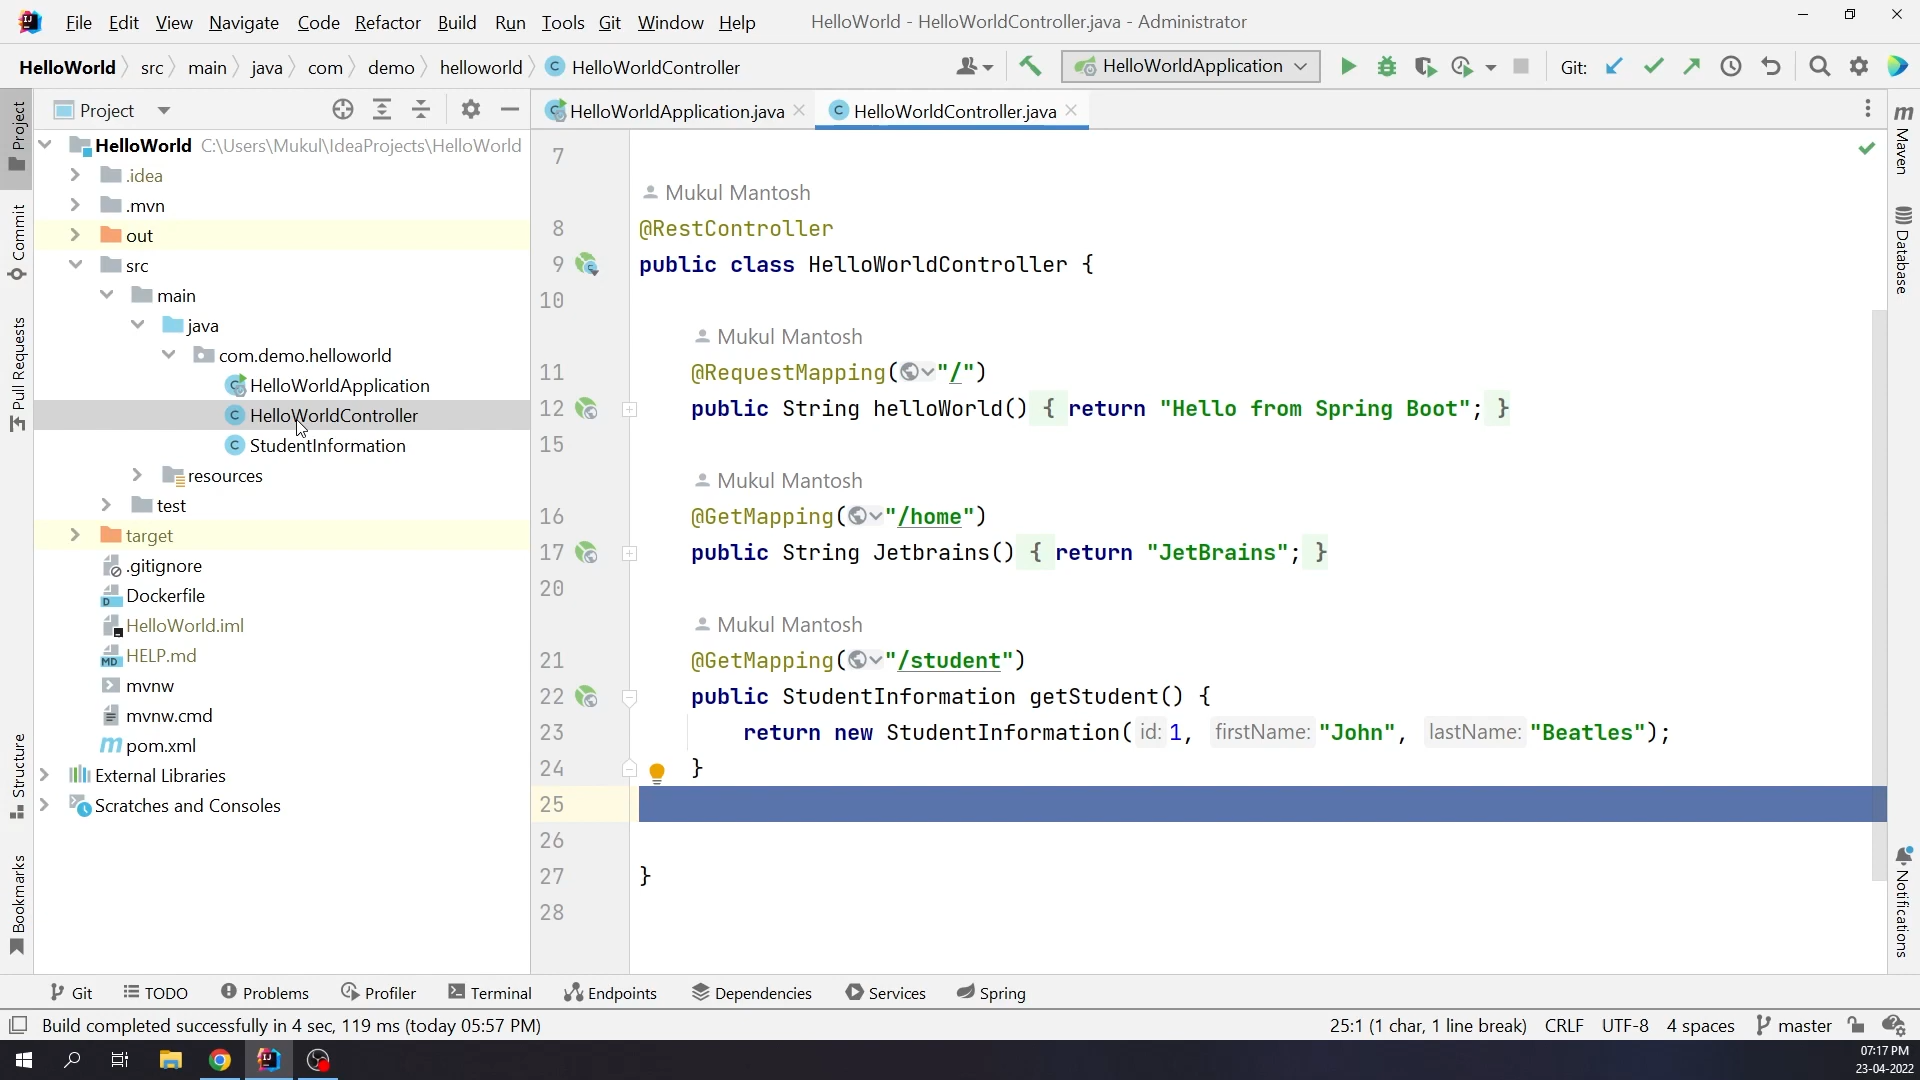 File Edit View Navigate Code Refactor Build Run Tools Git Window Help HelloWorld - HelloWorldController.java - Administrator
HelloWorld src main java com demo helloworld HelloWorldController HelloWorldApplication Git:
Project
HelloWorldApplication.java HelloWorldController.java
HelloWorld C:\Users\Mukul\IdeaProjects\HelloWorld
.idea
.mvn
out
src
main
java
com.demo.helloworld
HelloWorldApplication
HelloWorldController
StudentInformation
resources
test
target
.gitignore
Dockerfile
HelloWorld.iml
HELP.md
mvnw
mvnw.cmd
pom.xml
External Libraries
Scratches and Consoles
Project
Commit
Pull Requests
Structure
Bookmarks
7
Mukul Mantosh
8 @RestController
9 public class HelloWorldController {
10
Mukul Mantosh
11 @RequestMapping("/")
12 public String helloWorld() { return "Hello from Spring Boot"; }
15
Mukul Mantosh
16 @GetMapping("/home")
17 public String Jetbrains() { return "JetBrains"; }
20
Mukul Mantosh
21 @GetMapping("/student")
22 public StudentInformation getStudent() {
23 return new StudentInformation( id: 1, firstName: "John", lastName: "Beatles");
24 }
25
26
27 }
28
Maven
Database
Notifications
Git TODO Problems Profiler Terminal Endpoints Dependencies Services Spring
Build completed successfully in 4 sec, 119 ms (today 05:57 PM) 25:1 (1 char, 1 line break) CRLF UTF-8 4 spaces master
07:17 PM
23-04-2022